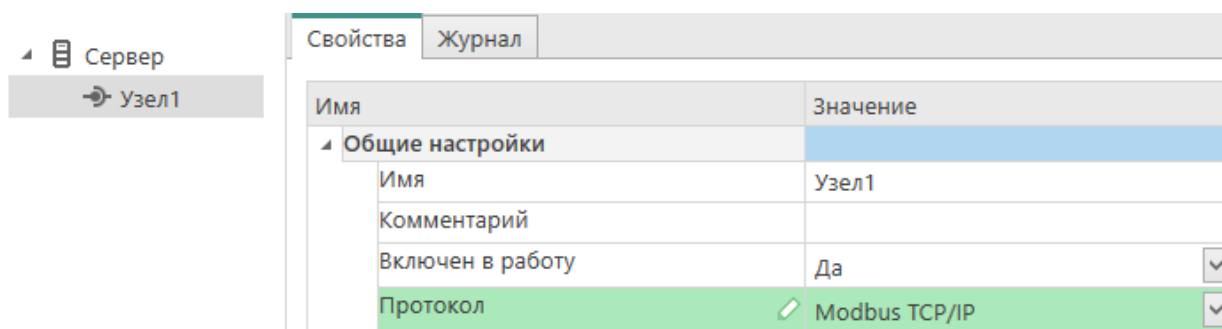 Сервер
Узел1
Свойства Журнал
Имя Значение
Общие настройки
Имя Узел1
Комментарий
Включен в работу Да
Протокол Modbus TCP/IP